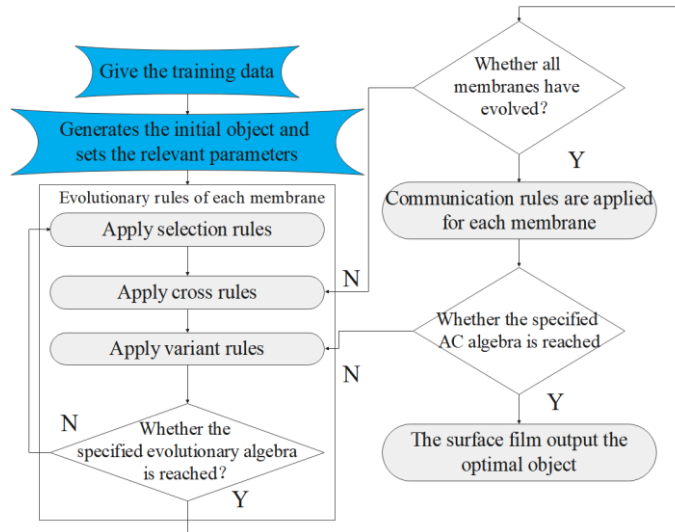 Give the training data
Generates the initial object and
sets the relevant parameters
Evolutionary rules of each membrane
Apply selection rules
Apply cross rules
Apply variant rules
N
Whether the
specified evolutionary algebra
is reached?
Y
Whether all
membranes have
evolved?
Y
N
Communication rules are applied
for each membrane
Whether the specified
AC algebra is reached
N
Y
The surface film output the
optimal object